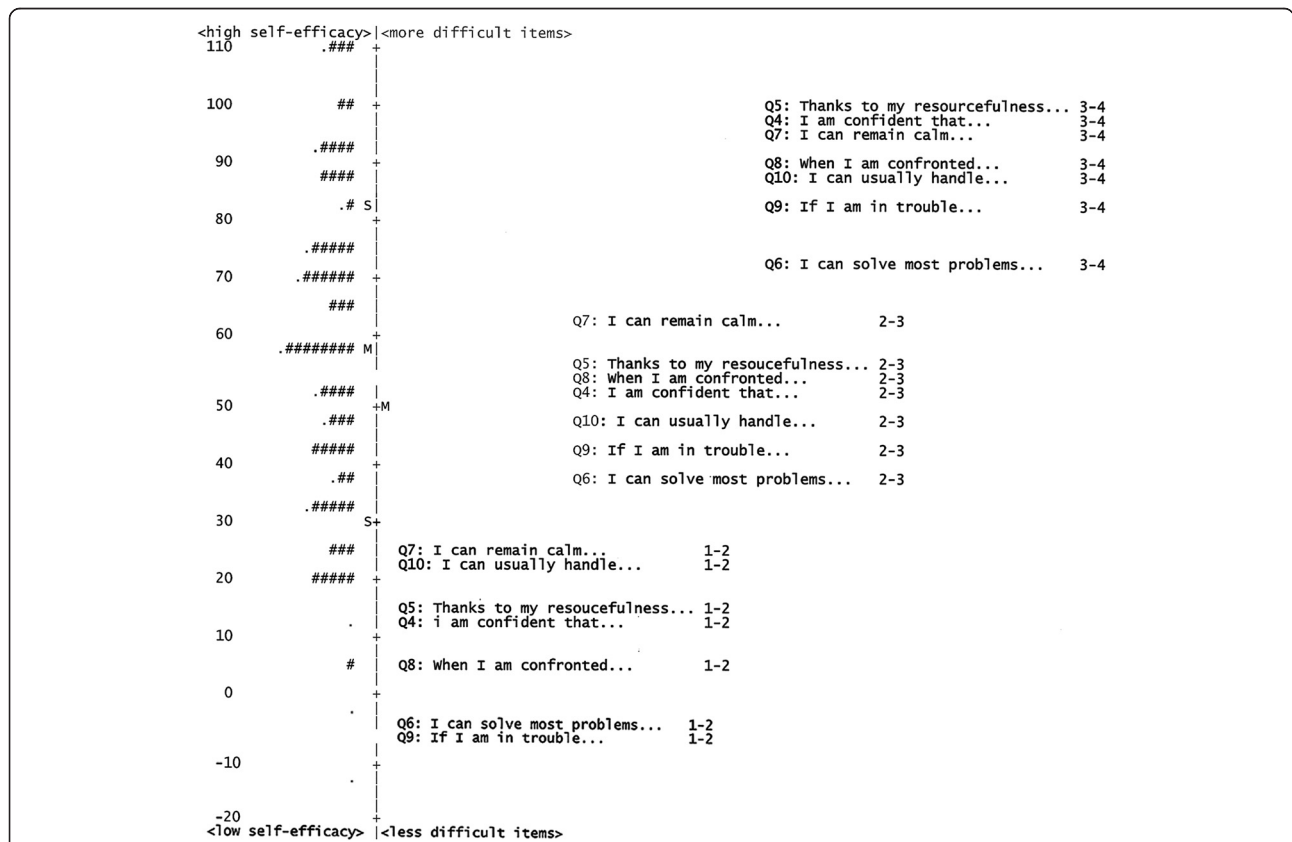 <high self-efficacy>|<more difficult items>
110 .### +
100 ## + Q5: Thanks to my resourcefulness... 3-4
Q4: I am confident that... 3-4
Q7: I can remain calm... 3-4
.####
90 + Q8: When I am confronted... 3-4
#### Q10: I can usually handle... 3-4
.# S| Q9: If I am in trouble... 3-4
80 +
.#####
Q6: I can solve most problems... 3-4
70 .###### +
###
Q7: I can remain calm... 2-3
60 +
.######## M|
Q5: Thanks to my resoucefulness... 2-3
Q8: When I am confronted... 2-3
.#### | Q4: I am confident that... 2-3
50 +M
.### Q10: I can usually handle... 2-3
##### Q9: If I am in trouble... 2-3
40 +
.## Q6: I can solve most problems... 2-3
.#####
30 S+
### | Q7: I can remain calm... 1-2
Q10: I can usually handle... 1-2
20 ##### +
Q5: Thanks to my resoucefulness... 1-2
. | Q4: i am confident that... 1-2
10 +
# | Q8: When I am confronted... 1-2
0 +
.
Q6: I can solve most problems... 1-2
Q9: If I am in trouble... 1-2
-10 +
.
-20 +
<low self-efficacy> |<less difficult items>